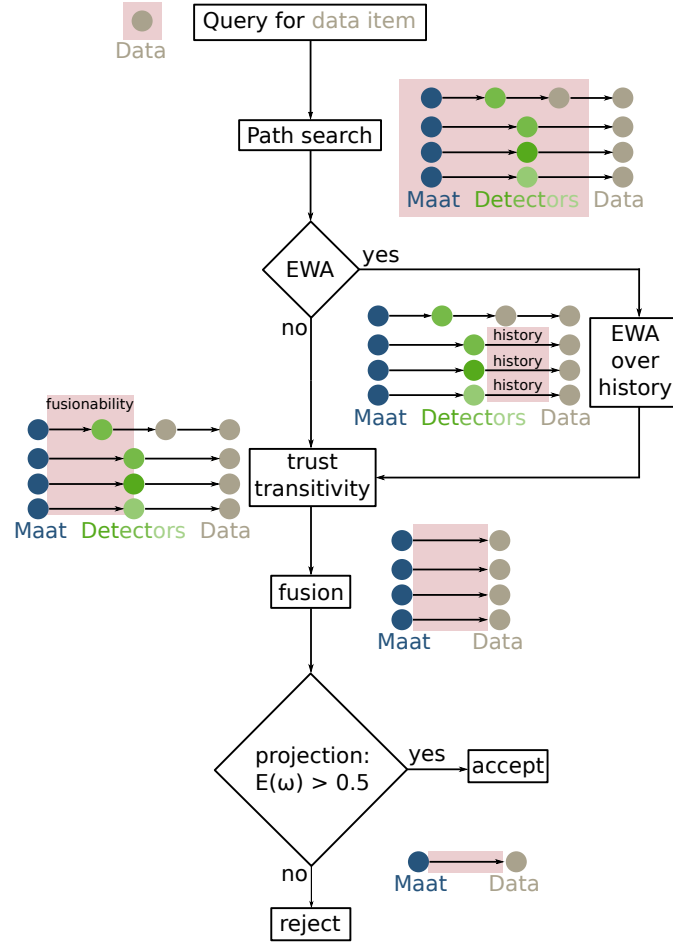 Query for data item
Data
Path search
Maat Detectors Data
EWA
yes
no
history
history
history
Maat Detectors Data
EWA
over
history
fusionability
Maat Detectors Data
trust
transitivity
fusion
Maat Data
projection:
E(ω) > 0.5
yes
accept
no
Maat Data
reject